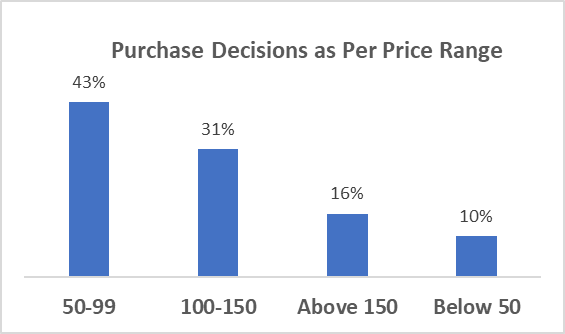 Purchase Decisions as Per Price Range
43%
31%
16%
10%
50-99
100-150
Above 150
Below 50